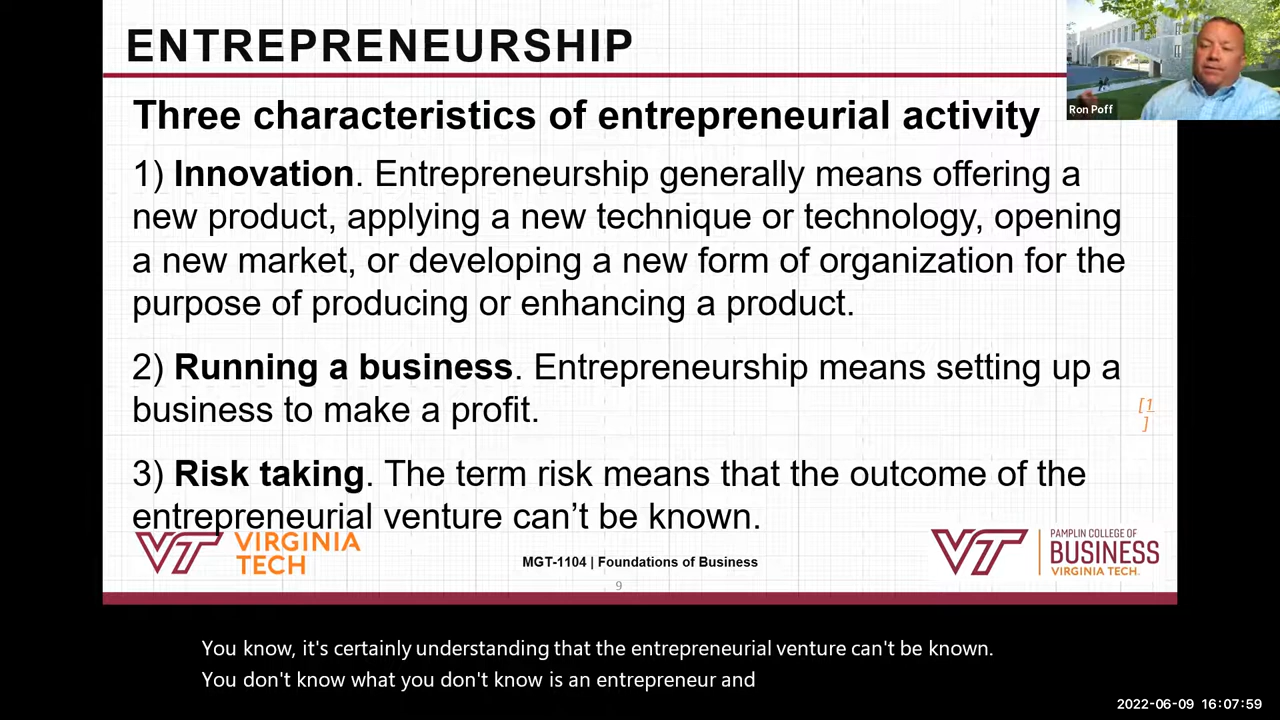 ENTREPRENEURSHIP
Ron Poff
Three characteristics of entrepreneurial activity
1) Innovation. Entrepreneurship generally means offering a
new product, applying a new technique or technology, opening
a new market, or developing a new form of organization for the
purpose of producing or enhancing a product.
2) Running a business. Entrepreneurship means setting up a
business to make a profit.
[1
]
3) Risk taking. The term risk means that the outcome of the
entrepreneurial venture can’t be known.
VT VIRGINIA
TECH
MGT-1104 | Foundations of Business
9
VT PAMPLIN COLLEGE OF
BUSINESS
VIRGINIA TECH.
You know, it's certainly understanding that the entrepreneurial venture can't be known.
You don't know what you don't know is an entrepreneur and
2022-06-09 16:07:59